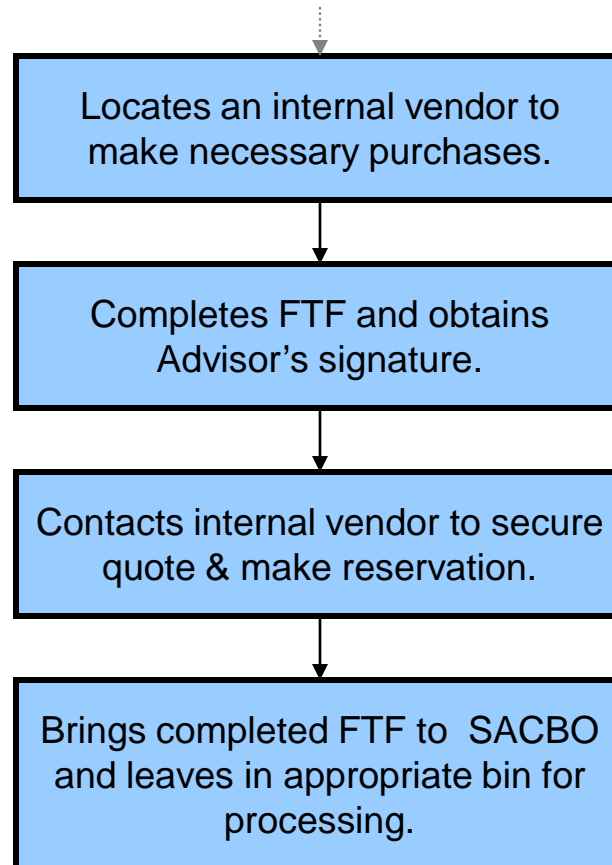 Locates an internal vendor to
make necessary purchases.
Completes FTF and obtains
Advisor’s signature.
Contacts internal vendor to secure
quote & make reservation.
Brings completed FTF to  SACBO
and leaves in appropriate bin for
processing.